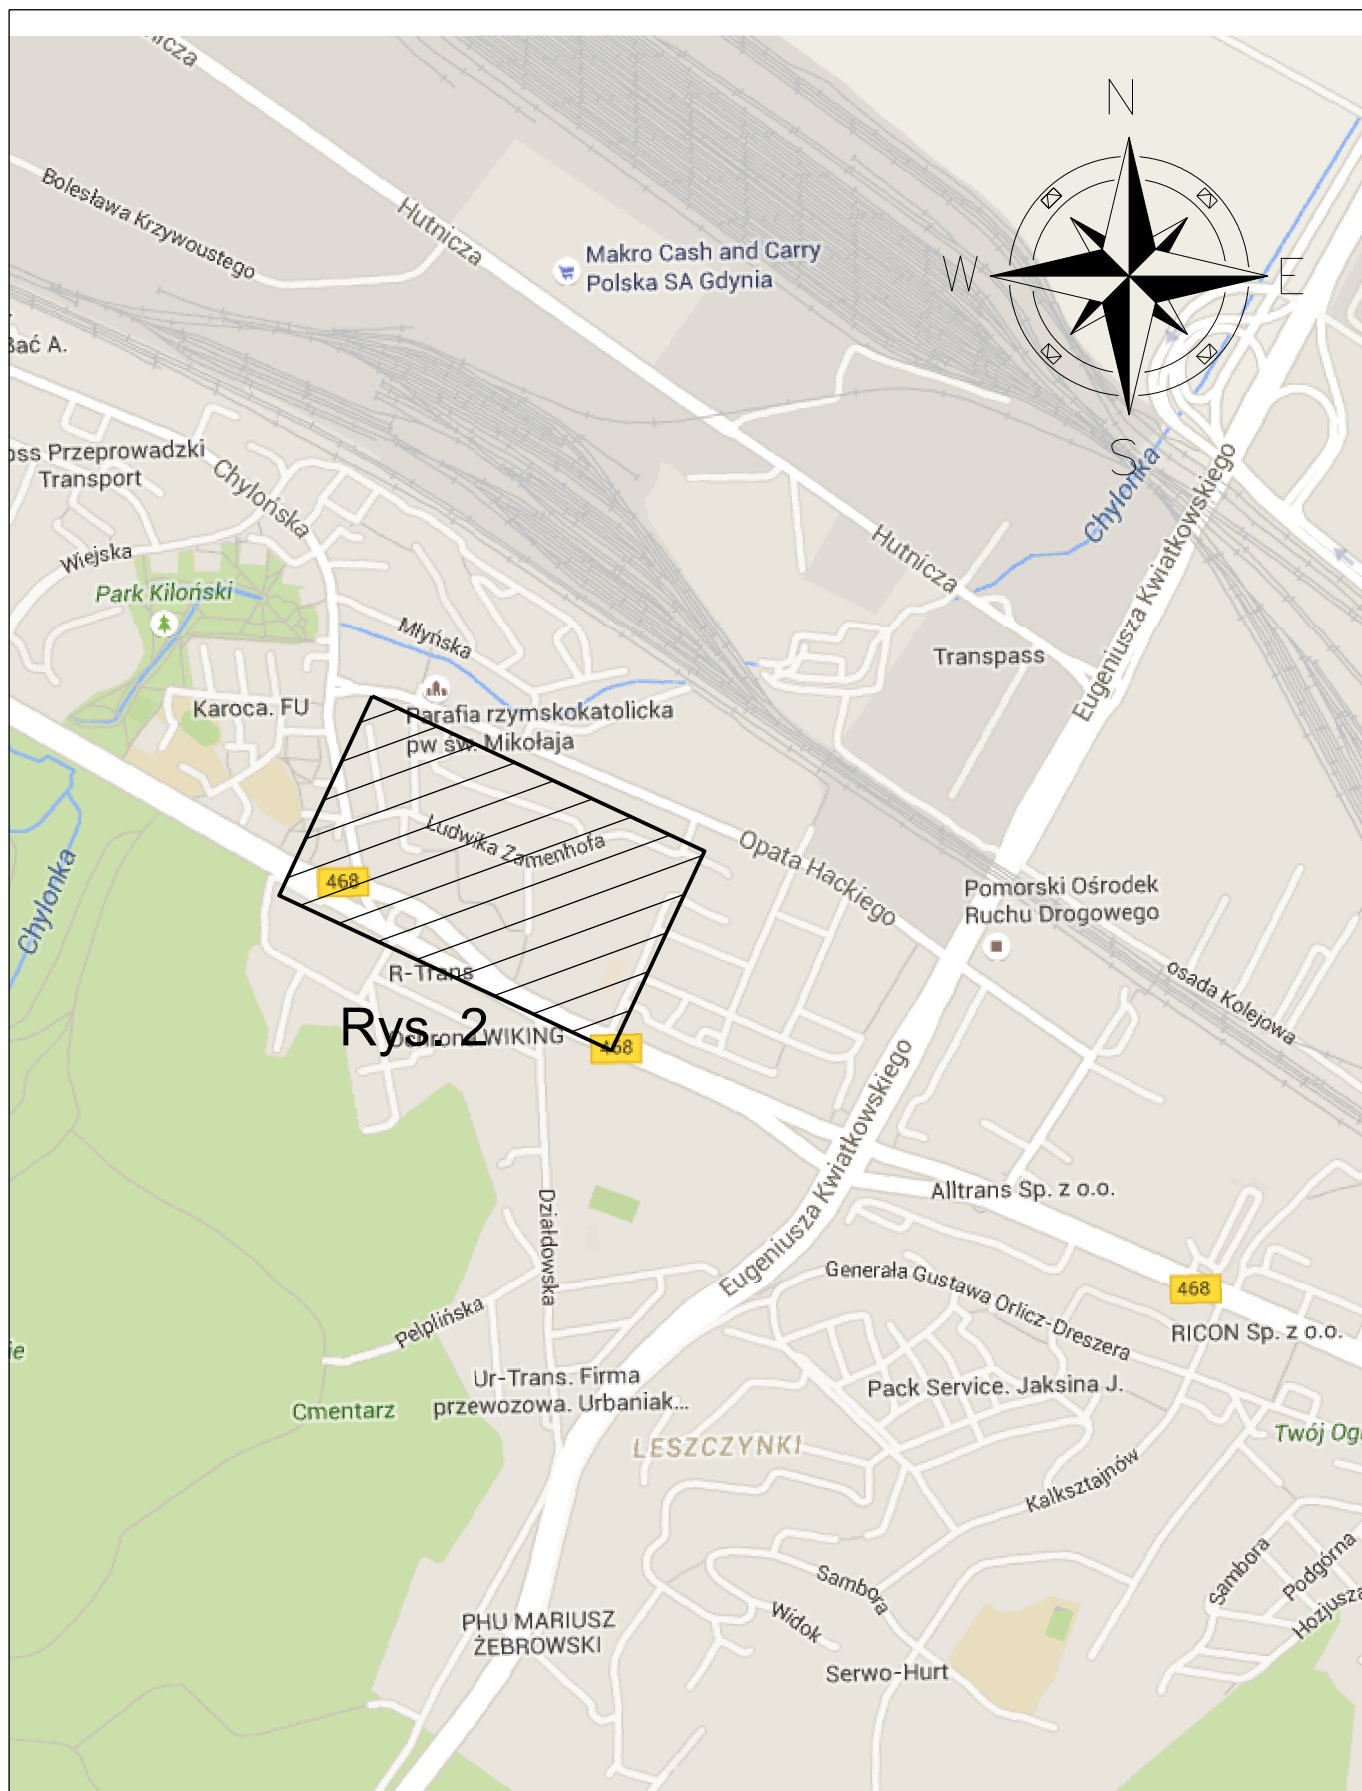 N
Bolesława Krzywoustego
Hutnicza
Makro Cash and Carry
Polska SA Gdynia
W
E
S
Chylonka
Przeprowadzki
Transport
Chylońska
Wiejska
Park Kiloński
Młyńska
Hutnicza
Eugeniusza Kwiatkowskiego
Transpass
Karoca. FU
Parafia rzymskokatolicka
pw św. Mikołaja
Ludwika Zamenhofa
Opata Hackiego
468
Pomorski Ośrodek
Ruchu Drogowego
Chylonka
R-Trans
osada Kolejowa
Rys. 2
Ochrona WIKING
468
Eugeniusza Kwiatkowskiego
Działdowska
Alltrans Sp. z o.o.
Generała Gustawa Orlicz-Dreszera
468
RICON Sp. z o.o.
Pelplińska
Ur-Trans. Firma
przewozowa. Urbaniak...
Pack Service. Jaksina J.
Cmentarz
LESZCZYNKI
Twój
Kalksztajnów
Sambora
Widok
Sambora
Podgórna
PHU MARIUSZ
ŻEBROWSKI
Serwo-Hurt